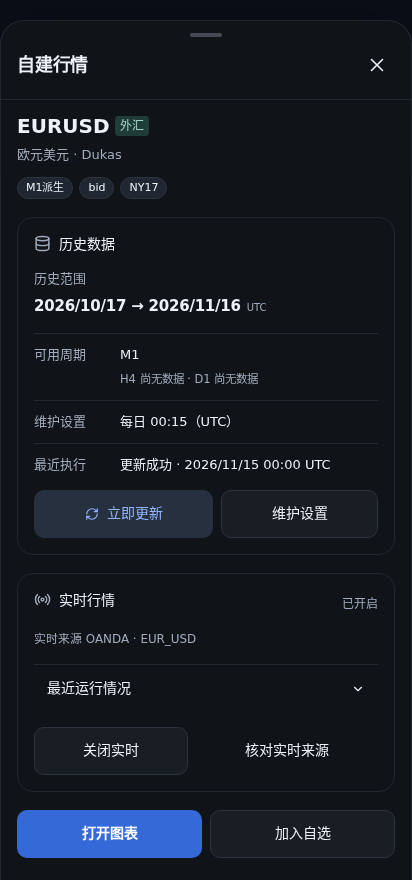 自建行情
EURUSD 外汇
欧元美元 · Dukas
M1派生 bid NY17
历史数据
历史范围
2026/10/17 → 2026/11/16 UTC
可用周期 M1
H4 尚无数据 · D1 尚无数据
维护设置 每日 00:15（UTC）
最近执行 更新成功 · 2026/11/15 00:00 UTC
立即更新 维护设置
实时行情 已开启
实时来源 OANDA · EUR_USD
最近运行情况
关闭实时 核对实时来源
打开图表 加入自选